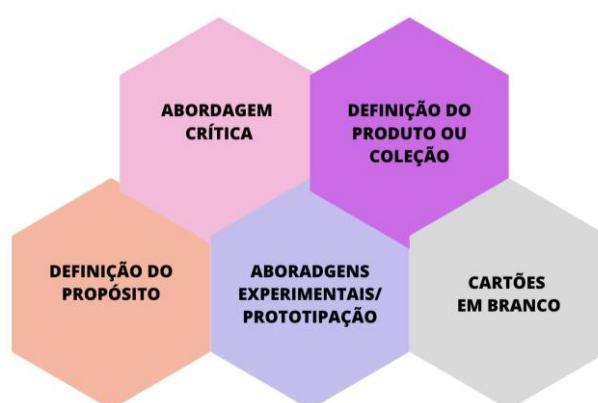 ABORDAGEM
CRÍTICA
DEFINIÇÃO DO
PRODUTO OU
COLEÇÃO
DEFINIÇÃO DO
PROPÓSITO
ABORADGENS
EXPERIMENTAIS/
PROTOTIPAÇÃO
CARTÕES
EM BRANCO